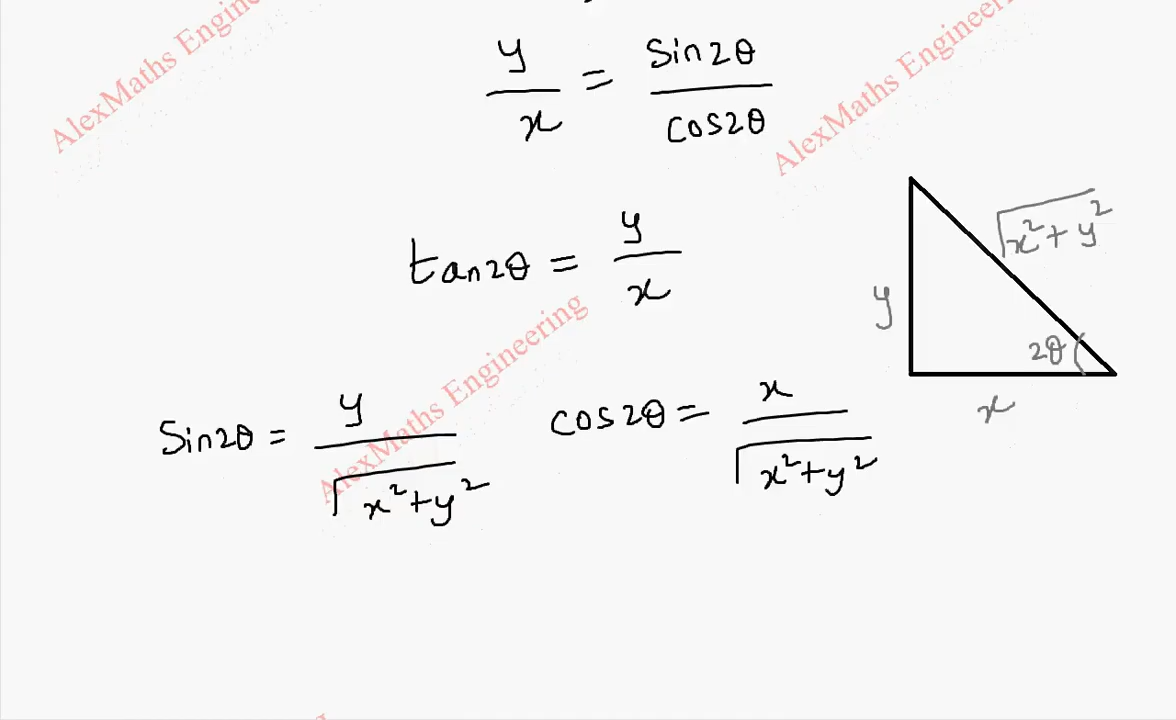 AlexMaths Engineering
AlexMaths Engineering
y/x = Sin2θ/cos2θ
tan2θ = y/x
√x²+y²
y
2θ
x
AlexMaths Engineering
Sin2θ = y/√x²+y² cos2θ = x/√x²+y²